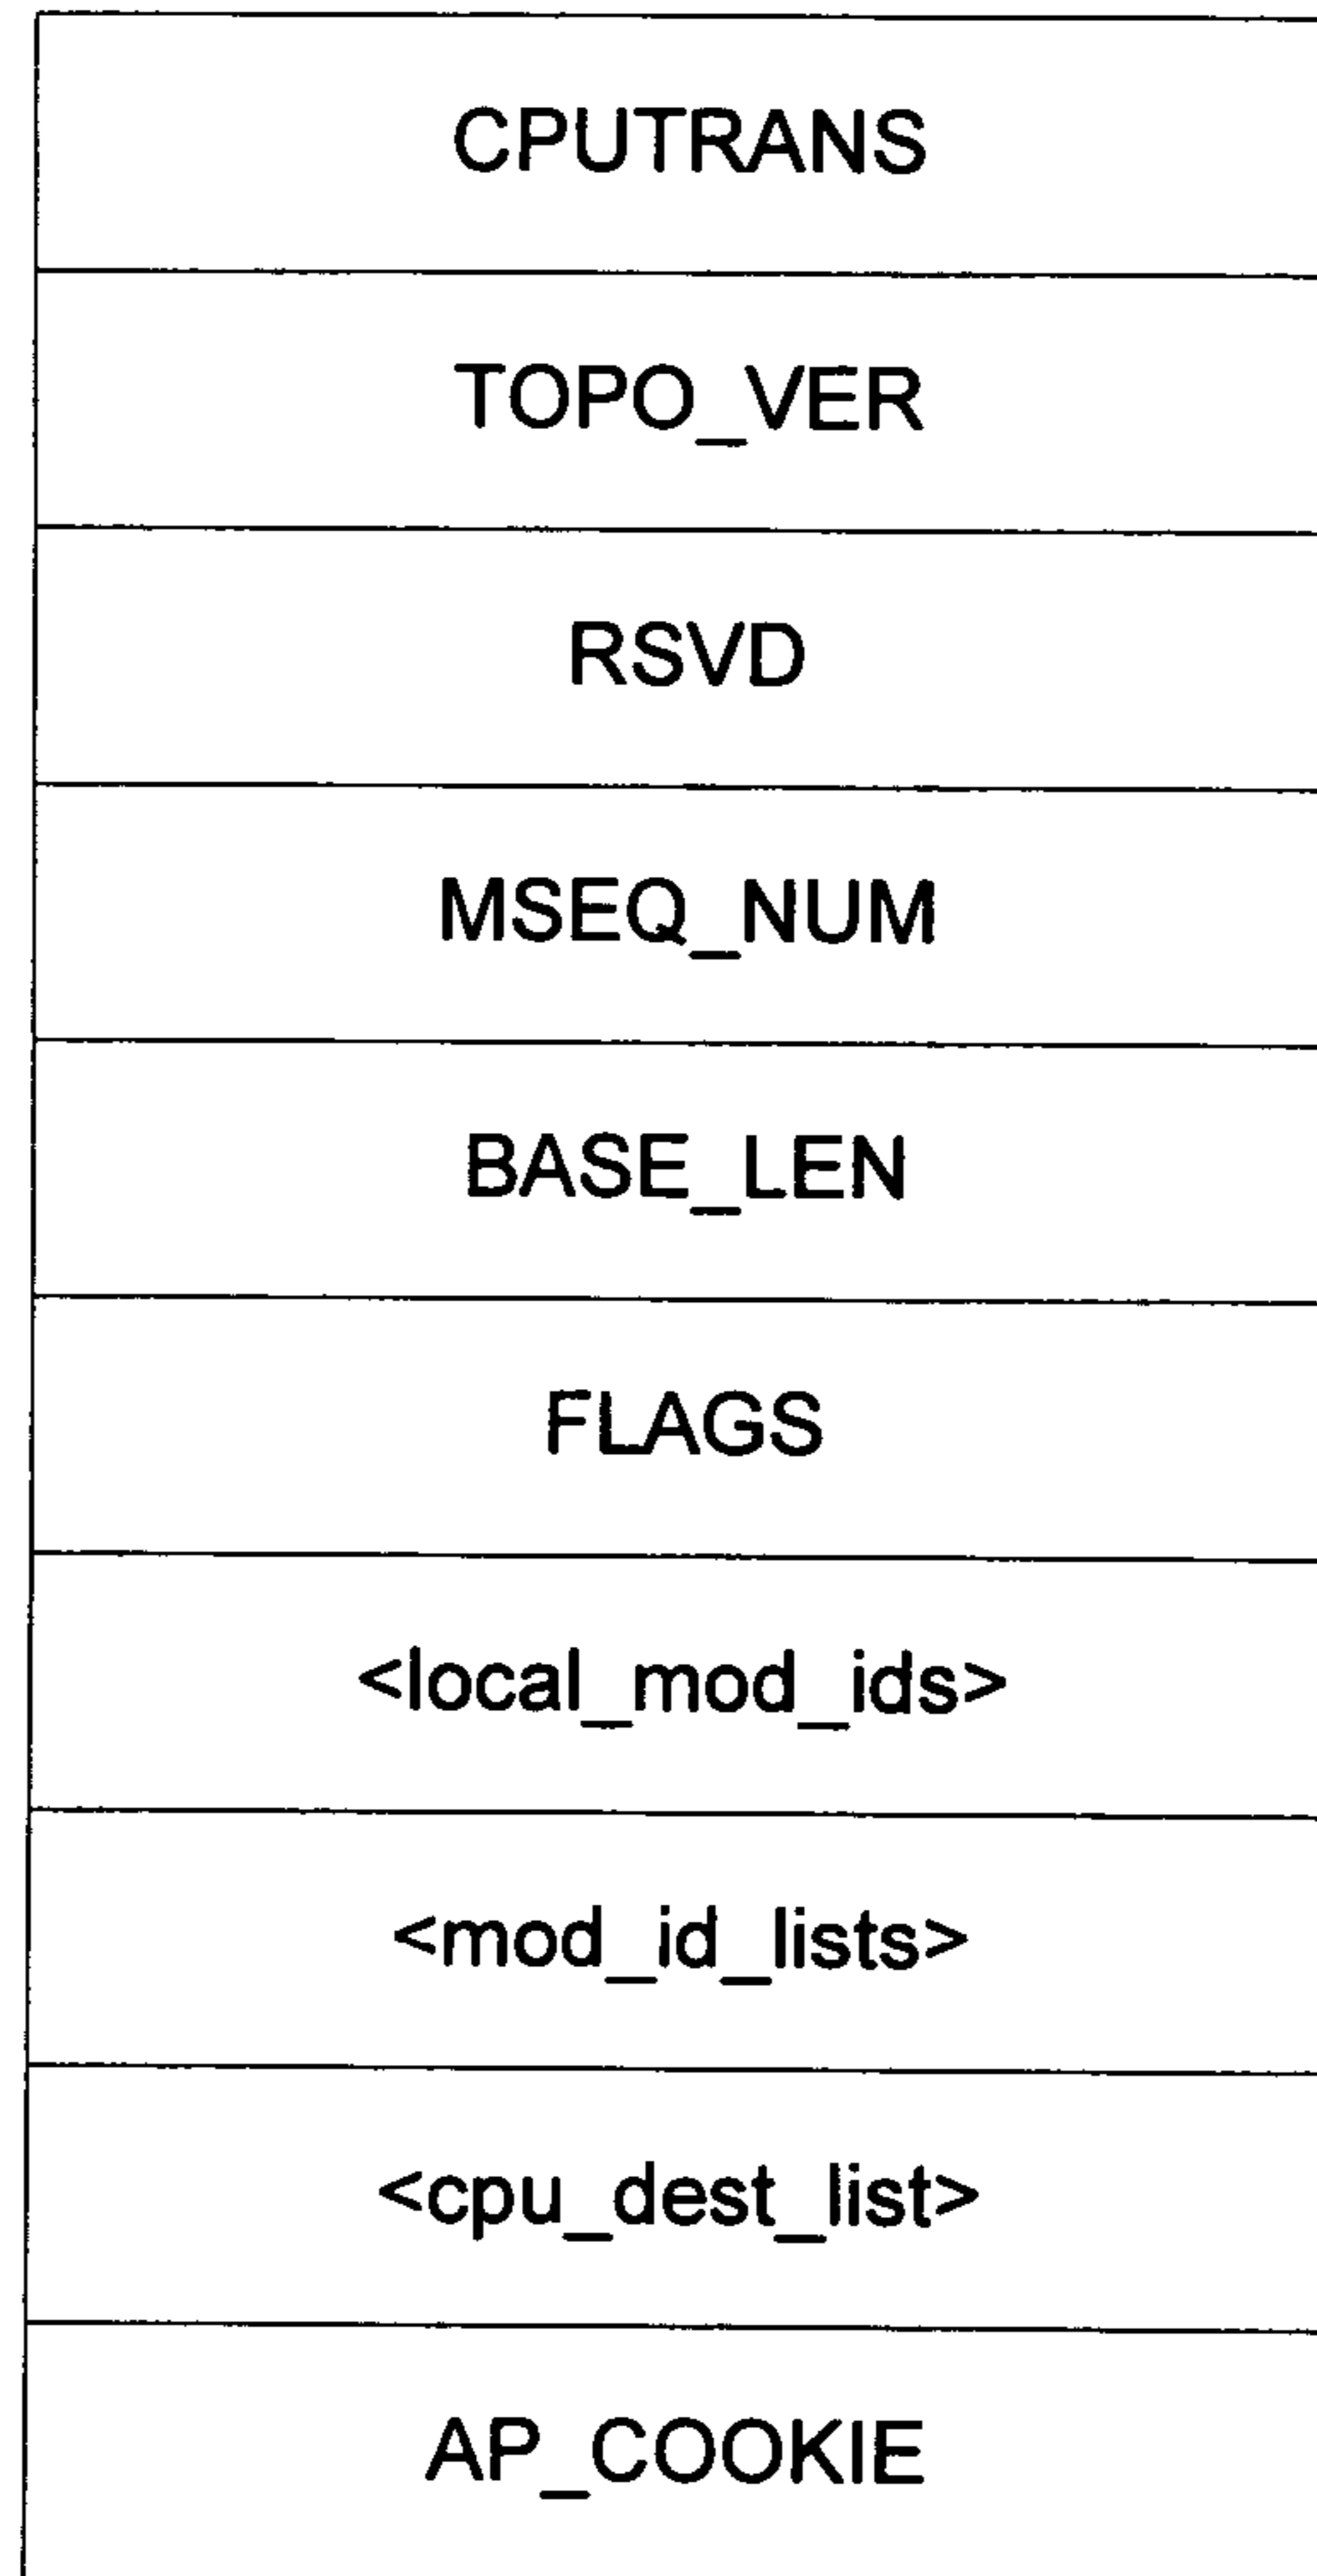 CPUTRANS
TOPO_VER
RSVD
MSEQ_NUM
BASE_LEN
FLAGS
<local_mod_ids>
<mod_id_lists>
<cpu_dest_list>
AP_COOKIE